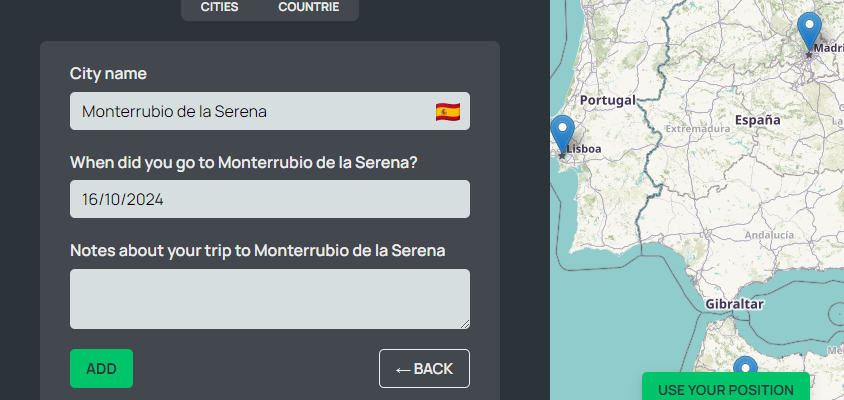 CITIES
COUNTRIE
City name
Monterrubio de la Serena
When did you go to Monterrubio de la Serena?
16/10/2024
Notes about your trip to Monterrubio de la Serena
ADD
← BACK
Madri
Portugal
España
Extremadura
La
Lisboa
Andalucía
Gibraltar
Me
USE YOUR POSITION